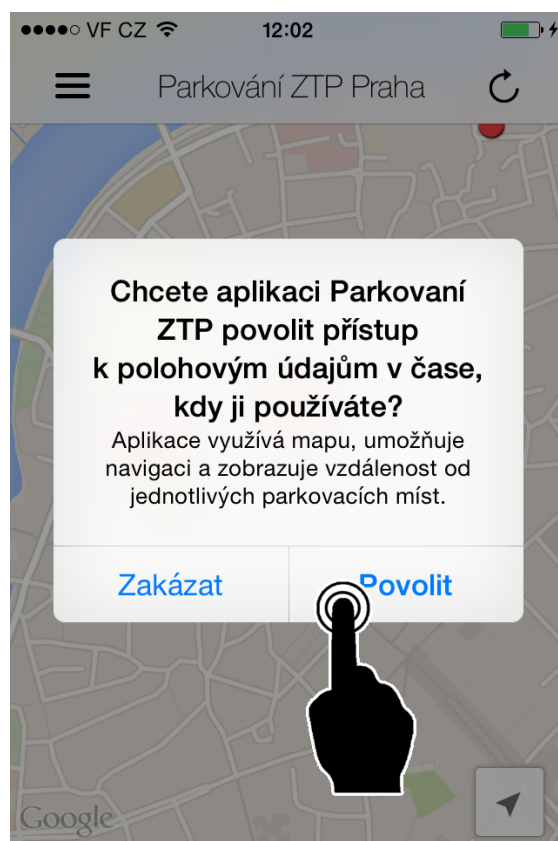 VF CZ 12:02
Parkování ZTP Praha
Chcete aplikaci Parkovaní
ZTP povolit přístup
k polohovým údajům v čase,
kdy ji používáte?
Aplikace využívá mapu, umožňuje
navigaci a zobrazuje vzdálenost od
jednotlivých parkovacích míst.
Zakázat Povolit
Google